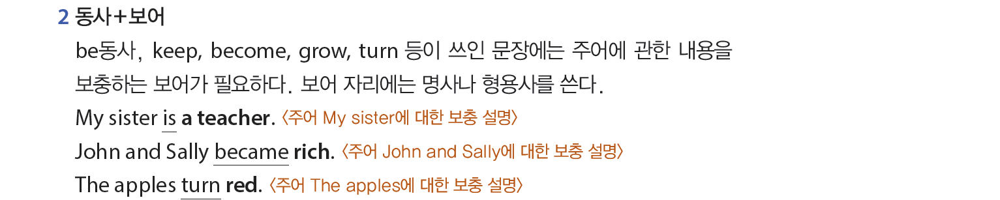 2 동사+보어
be동사, keep, become, grow, turn 등이 쓰인 문장에는 주어에 관한 내용을
보충하는 보어가 필요하다. 보어 자리에는 명사나 형용사를 쓴다.
My sister is a teacher. 〈주어 My sister에 대한 보충 설명〉
John and Sally became rich. 〈주어 John and Sally에 대한 보충 설명〉
The apples turn red. 〈주어 The apples에 대한 보충 설명〉